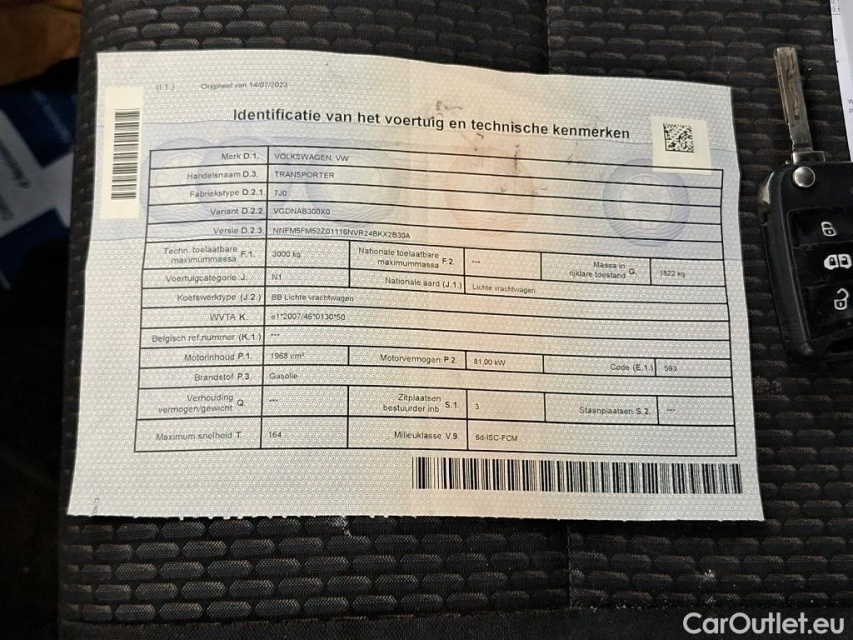 (I.1.) Origineel van 14/07/2023
Identificatie van het voertuig en technische kenmerken
Merk D.1. VOLKSWAGEN, VW
Handelsnaam D.3. TRANSPORTER
Fabriekstype D.2.1. 7J0
Variant D.2.2. VGDNAB300X0
Versie D.2.3. NNFM5FM52Z01116NVR24BKX2B30A
Techn. toelaatbare maximummassa F.1. 3000 kg Nationale toelaatbare maximummassa F.2. --- Massa in rijklare toestand G. 1822 kg
Voertuigcategorie J. N1 Nationale aard (J.1.) Lichte vrachtwagen
Koetswerktype (J.2.) BB Lichte vrachtwagen
WVTA K. e1*2007/46*0130*50
Belgisch ref.nummer (K.1.) ---
Motorinhoud P.1. 1968 cm³ Motorvermogen P.2. 81,00 kW Code (E.1.) 593
Brandstof P.3. Gasolie
Verhouding vermogen/gewicht Q. --- Zitplaatsen bestuurder inb. S.1. 3 Staanplaatsen S.2. ---
Maximum snelheid T. 164 Milieuklasse V.9. 6d-ISC-FCM
CarOutlet.eu